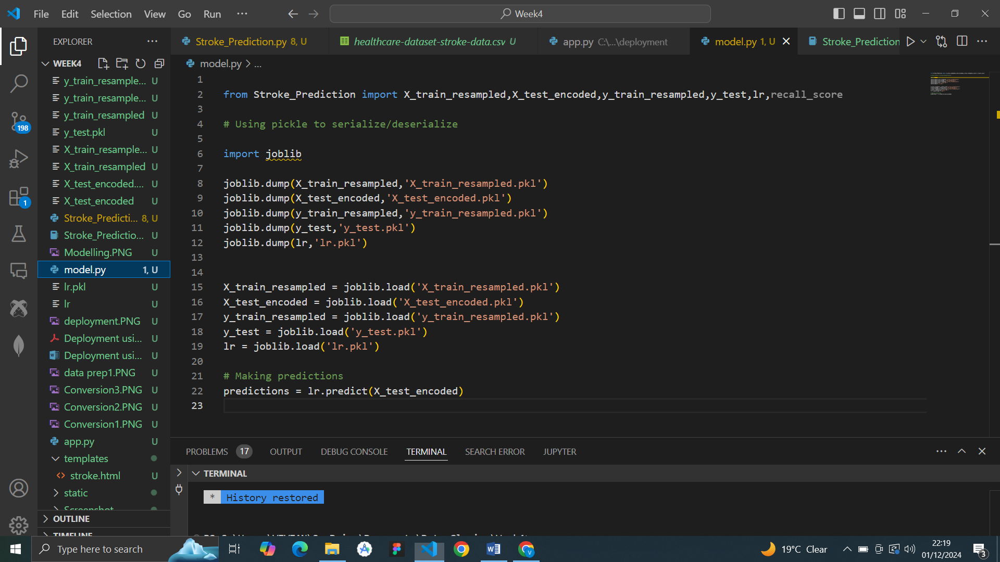 File Edit Selection View Go Run ...
Week4
EXPLORER
Stroke_Prediction.py 8, U
healthcare-dataset-stroke-data.csv U
app.py C:\...\deployment
model.py 1, U
Stroke_Prediction
WEEK4
y_train_resample... U
y_train_resample... U
y_train_resampled U
y_test.pkl U
X_train_resample... U
X_train_resampled U
X_test_encoded.... U
X_test_encoded U
Stroke_Predicti... 8, U
Stroke_Predictio... U
Modelling.PNG U
model.py 1, U
lr.pkl U
lr U
deployment.PNG U
Deployment usi... U
Deployment usi... U
data prep1.PNG U
Conversion3.PNG U
Conversion2.PNG U
Conversion1.PNG U
app.py U
templates
stroke.html U
static
Screenshot
OUTLINE
TIMELINE
198
1
model.py > ...
1
2 from Stroke_Prediction import X_train_resampled,X_test_encoded,y_train_resampled,y_test,lr,recall_score
3
4 # Using pickle to serialize/deserialize
5
6 import joblib
7
8 joblib.dump(X_train_resampled,'X_train_resampled.pkl')
9 joblib.dump(X_test_encoded,'X_test_encoded.pkl')
10 joblib.dump(y_train_resampled,'y_train_resampled.pkl')
11 joblib.dump(y_test,'y_test.pkl')
12 joblib.dump(lr,'lr.pkl')
13
14
15 X_train_resampled = joblib.load('X_train_resampled.pkl')
16 X_test_encoded = joblib.load('X_test_encoded.pkl')
17 y_train_resampled = joblib.load('y_train_resampled.pkl')
18 y_test = joblib.load('y_test.pkl')
19 lr = joblib.load('lr.pkl')
20
21 # Making predictions
22 predictions = lr.predict(X_test_encoded)
23
PROBLEMS 17 OUTPUT DEBUG CONSOLE TERMINAL SEARCH ERROR JUPYTER
TERMINAL
* History restored
Type here to search
19°C Clear
22:19
01/12/2024
3